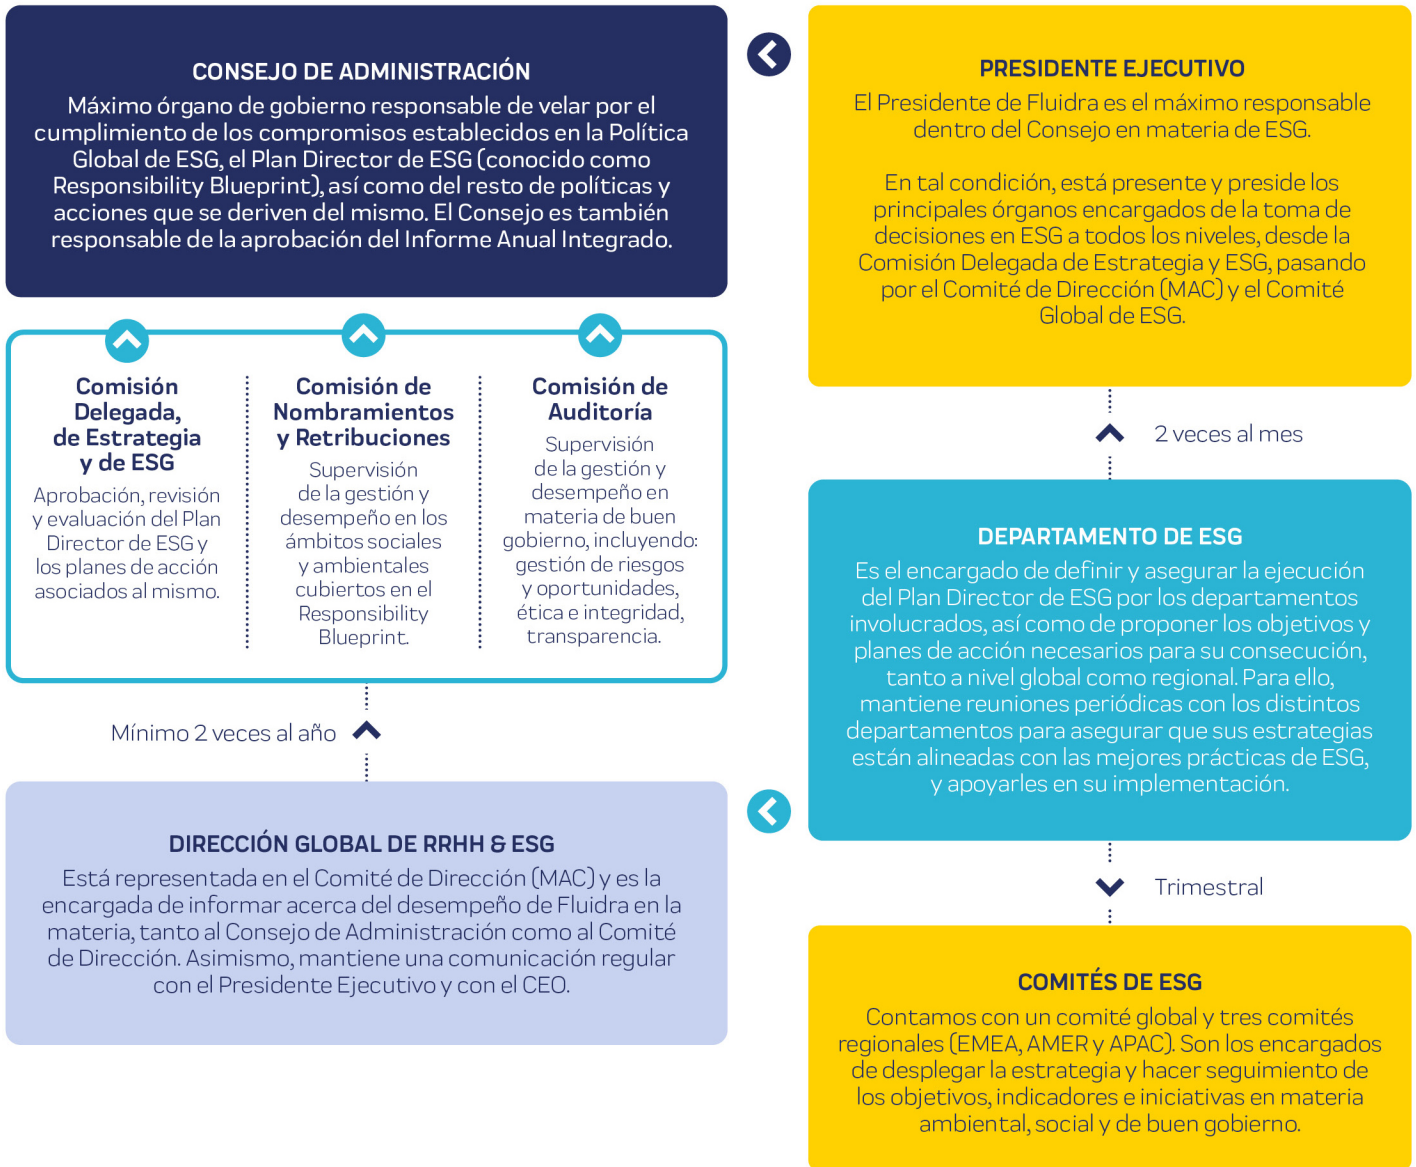 CONSEJO DE ADMINISTRACIÓN
Máximo órgano de gobierno responsable de velar por el
cumplimiento de los compromisos establecidos en la Política
Global de ESG, el Plan Director de ESG (conocido como
Responsibility Blueprint), así como del resto de políticas y
acciones que se deriven del mismo. El Consejo es también
responsable de la aprobación del Informe Anual Integrado.
Comisión
Delegada,
de Estrategia
y de ESG
Aprobación, revisión
y evaluación del Plan
Director de ESG y
los planes de acción
asociados al mismo.
Comisión de
Nombramientos
y Retribuciones
Supervisión
de la gestión y
desempeño en los
ámbitos sociales
y ambientales
cubiertos en el
Responsibility
Blueprint.
Comisión de
Auditoría
Supervisión
de la gestión y
desempeño en
materia de buen
gobierno, incluyendo:
gestión de riesgos
y oportunidades,
ética e integridad,
transparencia.
Mínimo 2 veces al año
DIRECCIÓN GLOBAL DE RRHH & ESG
Está representada en el Comité de Dirección (MAC) y es la
encargada de informar acerca del desempeño de Fluidra en la
materia, tanto al Consejo de Administración como al Comité
de Dirección. Asimismo, mantiene una comunicación regular
con el Presidente Ejecutivo y con el CEO.
PRESIDENTE EJECUTIVO
El Presidente de Fluidra es el máximo responsable
dentro del Consejo en materia de ESG.
En tal condición, está presente y preside los
principales órganos encargados de la toma de
decisiones en ESG a todos los niveles, desde la
Comisión Delegada de Estrategia y ESG, pasando
por el Comité de Dirección (MAC) y el Comité
Global de ESG.
2 veces al mes
DEPARTAMENTO DE ESG
Es el encargado de definir y asegurar la ejecución
del Plan Director de ESG por los departamentos
involucrados, así como de proponer los objetivos y
planes de acción necesarios para su consecución,
tanto a nivel global como regional. Para ello,
mantiene reuniones periódicas con los distintos
departamentos para asegurar que sus estrategias
están alineadas con las mejores prácticas de ESG,
y apoyarles en su implementación.
Trimestral
COMITÉS DE ESG
Contamos con un comité global y tres comités
regionales (EMEA, AMER y APAC). Son los encargados
de desplegar la estrategia y hacer seguimiento de
los objetivos, indicadores e iniciativas en materia
ambiental, social y de buen gobierno.